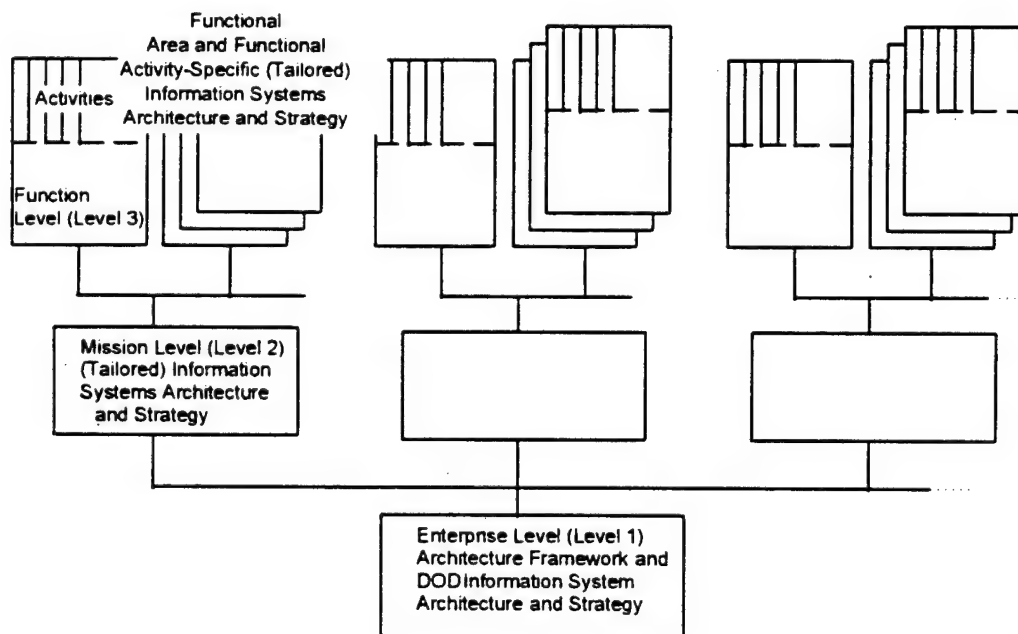 Functional
Area and Functional
Activity-Specific (Tailored)
Information Systems
Architecture and Strategy
Activities
Function
Level (Level 3)
Mission Level (Level 2)
(Tailored) Information
Systems Architecture
and Strategy
Enterprise Level (Level 1)
Architecture Framework and
DOD Information System
Architecture and Strategy